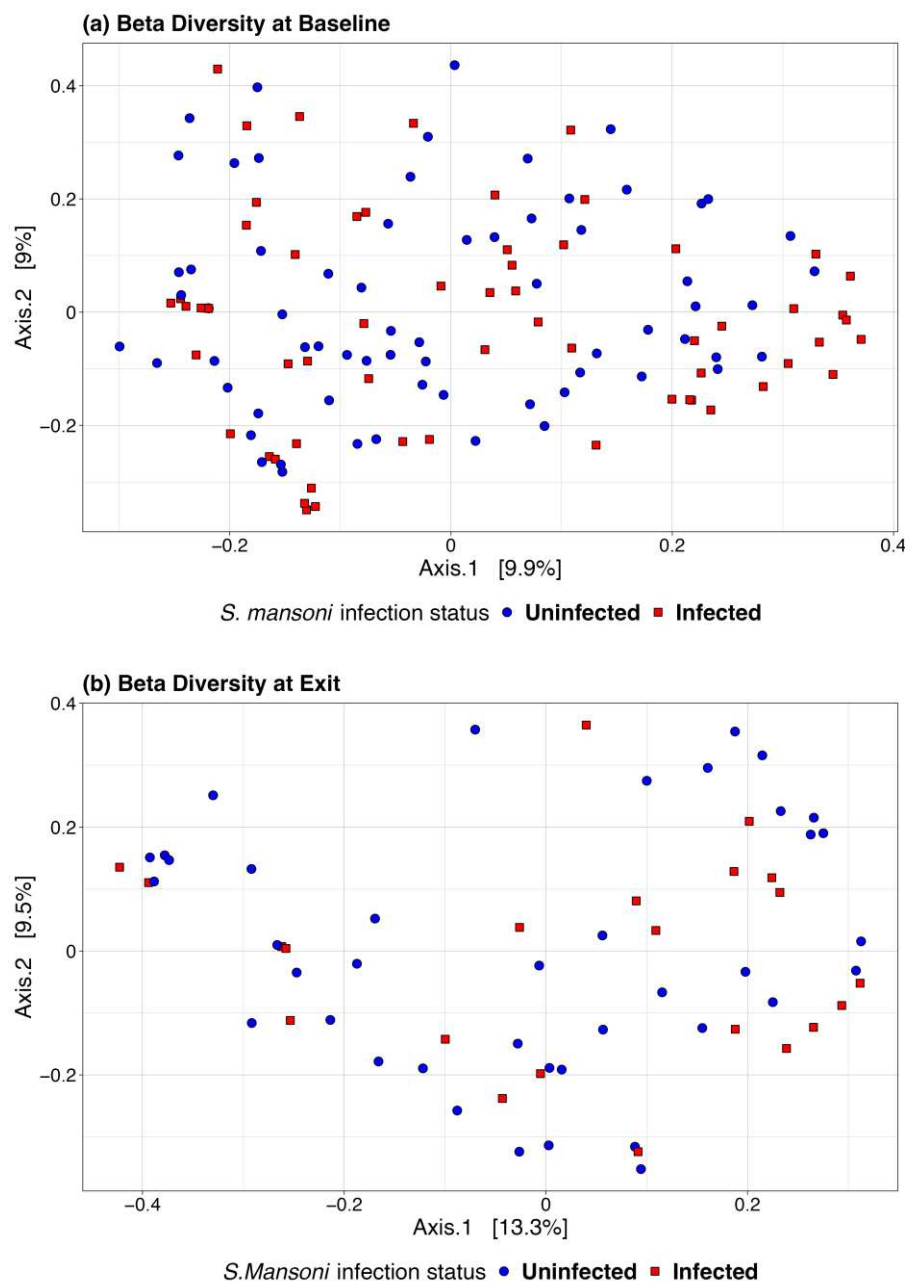 (a) Beta Diversity at Baseline
0.4
0.2
0
−0.2
Axis.2 [9%]
−0.2 0 0.2 0.4
Axis.1 [9.9%]
S. mansoni infection status Uninfected Infected
(b) Beta Diversity at Exit
0.4
0.2
0
−0.2
Axis.2 [9.5%]
−0.4 −0.2 0 0.2
Axis.1 [13.3%]
S.Mansoni infection status Uninfected Infected